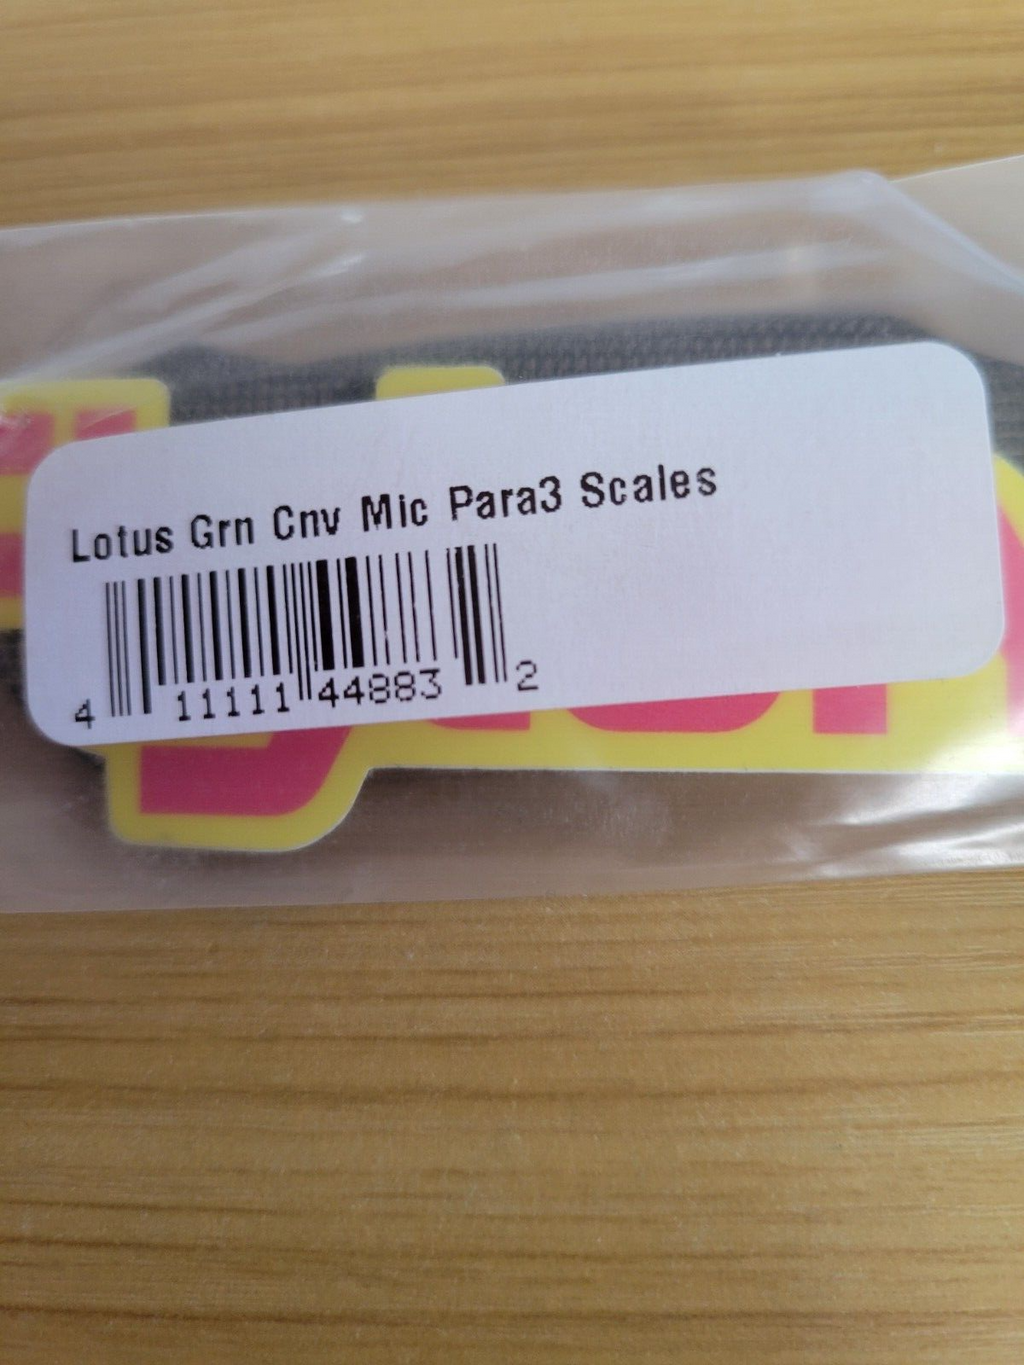 Lotus Grn Cnv Mic Para3 Scales
4 11111 44883 2